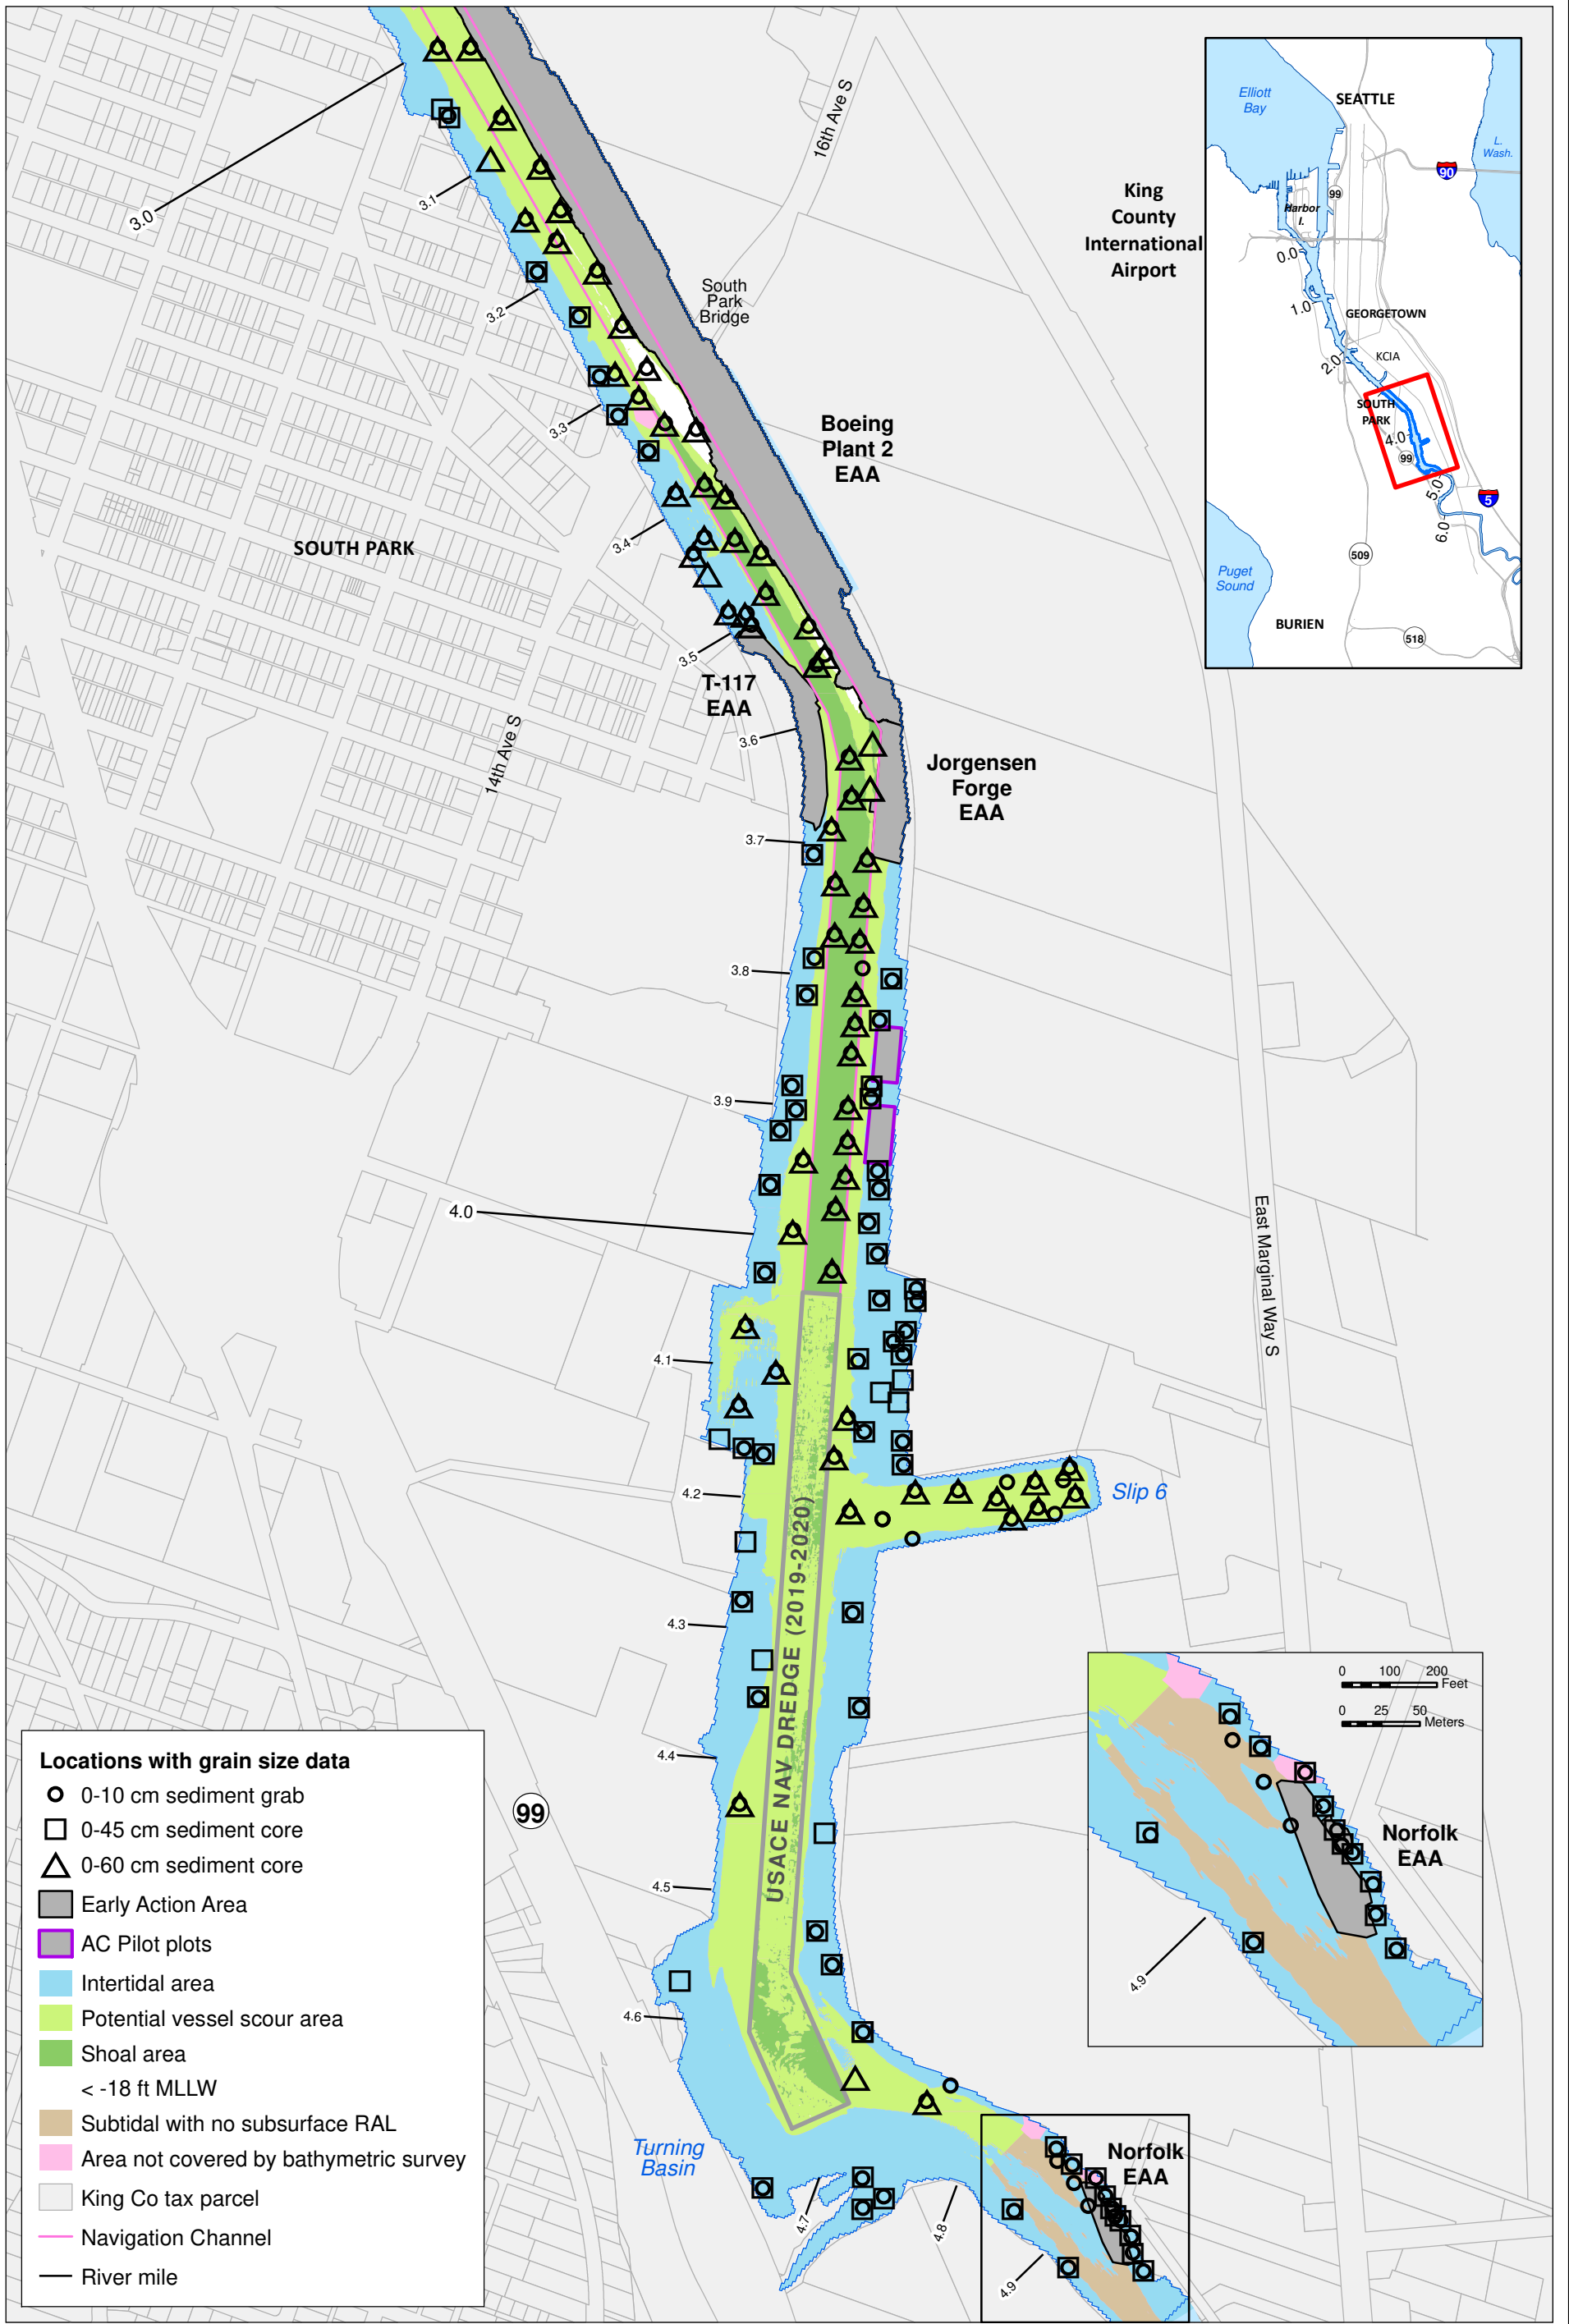 3.0
3.1
3.2
3.3
3.4
3.5
3.6
3.7
3.8
3.9
4.0
4.1
4.2
4.3
4.4
4.5
4.6
4.7
4.8
4.9
16th Ave S
South
Park
Bridge
King
County
International
Airport
Boeing
Plant 2
EAA
SOUTH PARK
T-117
EAA
14th Ave S
Jorgensen
Forge
EAA
East Marginal Way S
Slip 6
USACE NAV DREDGE (2019-2020)
99
Turning
Basin
Norfolk
EAA
Elliott
Bay
SEATTLE
L.
Wash.
90
99
Harbor
I.
0.0
1.0
GEORGETOWN
2.0
KCIA
SOUTH
PARK
4.0
99
5.0
5
6.0
509
Puget
Sound
BURIEN
518
0 100 200
Feet
0 25 50
Meters
Norfolk
EAA
4.9
Locations with grain size data
0-10 cm sediment grab
0-45 cm sediment core
0-60 cm sediment core
Early Action Area
AC Pilot plots
Intertidal area
Potential vessel scour area
Shoal area
< -18 ft MLLW
Subtidal with no subsurface RAL
Area not covered by bathymetric survey
King Co tax parcel
Navigation Channel
River mile